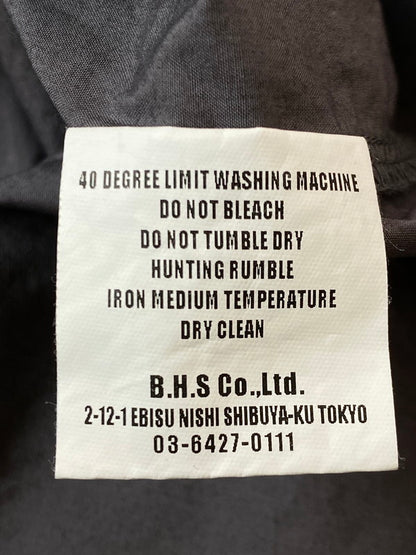 40 DEGREE LIMIT WASHING MACHINE
DO NOT BLEACH
DO NOT TUMBLE DRY
HUNTING RUMBLE
IRON MEDIUM TEMPERATURE
DRY CLEAN
B.H.S Co.,Ltd.
2-12-1 EBISU NISHI SHIBUYA-KU TOKYO
03-6427-0111